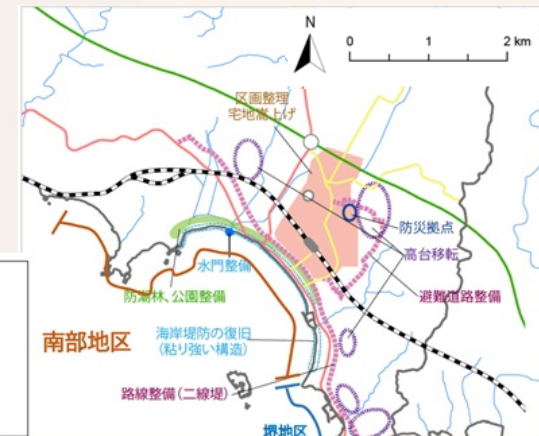 N
0 1 2 km
区画整理
宅地嵩上げ
防災拠点
高台移転
水門整備
避難道路整備
防潮林、公園整備
海岸堤防の復旧
（粘り強い構造）
南部地区
路線整備（二線堤）
堺地区